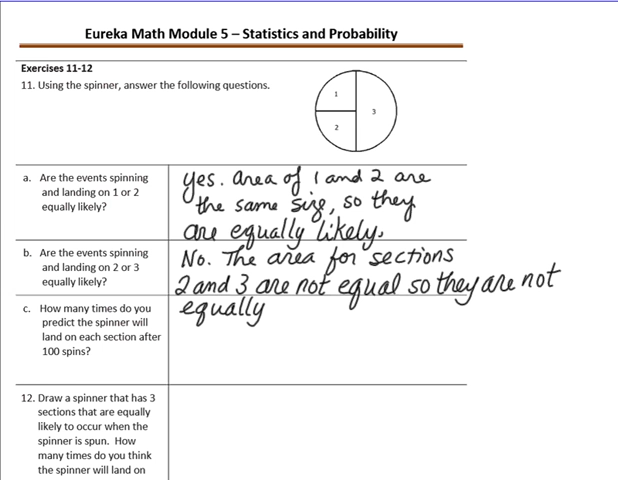 Eureka Math Module 5 – Statistics and Probability
Exercises 11-12
11. Using the spinner, answer the following questions.
1
3
2
a. Are the events spinning
and landing on 1 or 2
equally likely?
yes. Area of 1 and 2 are
the same size, so they
are equally likely.
b. Are the events spinning
and landing on 2 or 3
equally likely?
No. The area for sections
2 and 3 are not equal so they are not
equally
c. How many times do you
predict the spinner will
land on each section after
100 spins?
12. Draw a spinner that has 3
sections that are equally
likely to occur when the
spinner is spun. How
many times do you think
the spinner will land on